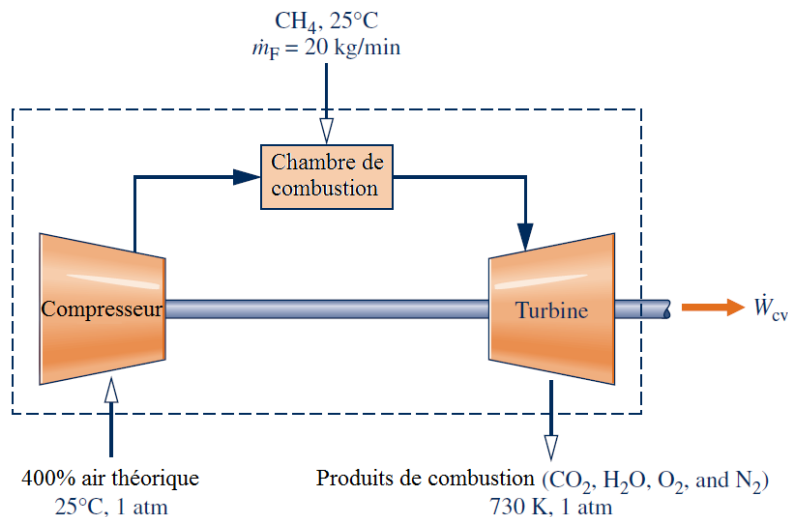 CH₄, 25°C
ṁF = 20 kg/min
Chambre de
combustion
Compresseur
Turbine
Ẇcv
400% air théorique
25°C, 1 atm
Produits de combustion (CO₂, H₂O, O₂, and N₂)
730 K, 1 atm